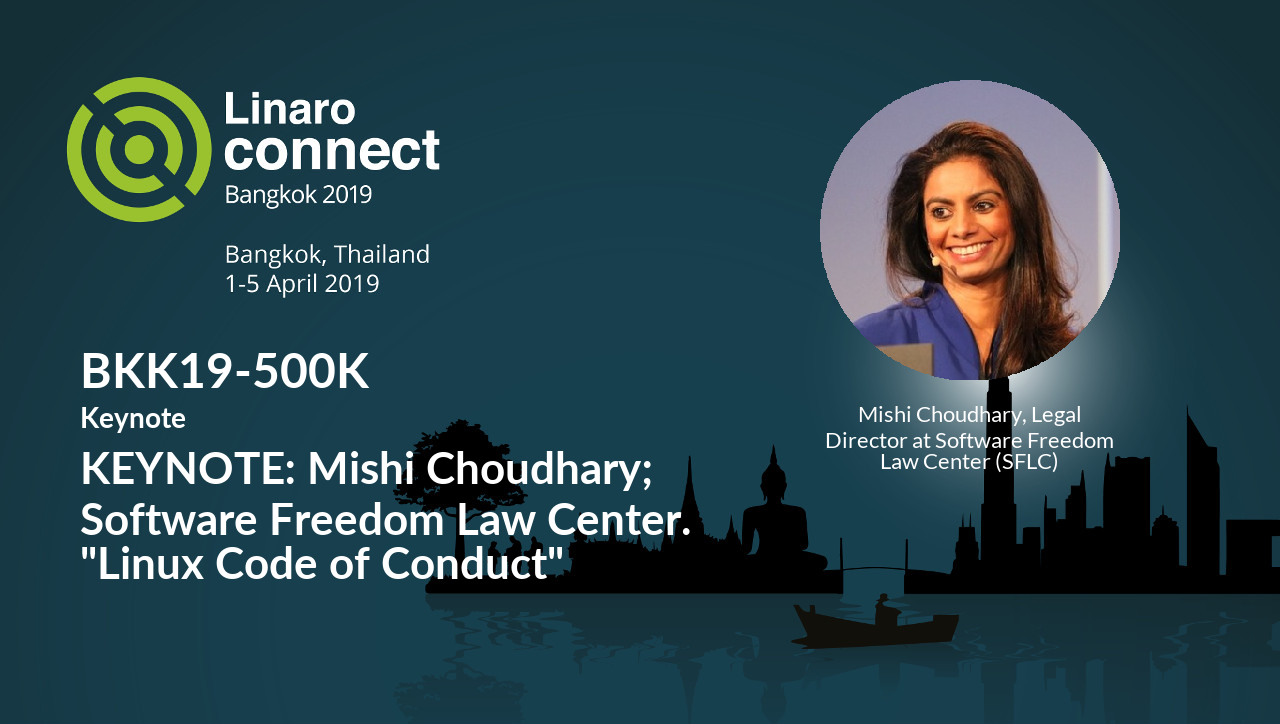 Linaro
connect
Bangkok 2019
Bangkok, Thailand
1-5 April 2019
BKK19-500K
Keynote
KEYNOTE: Mishi Choudhary;
Software Freedom Law Center.
"Linux Code of Conduct"
Mishi Choudhary, Legal
Director at Software Freedom
Law Center (SFLC)